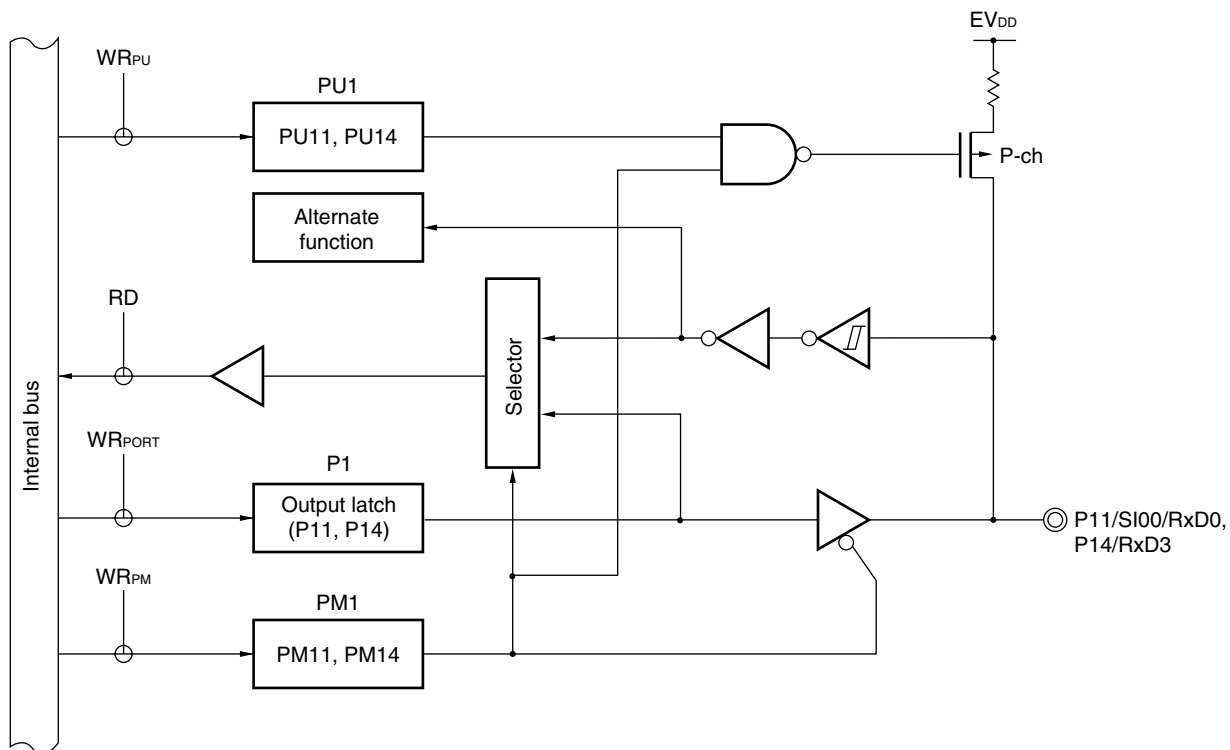 EVDD
WRPU
PU1
PU11, PU14
P-ch
Alternate
function
RD
Selector
Internal bus
WRPORT
P1
Output latch
(P11, P14)
P11/SI00/RxD0,
P14/RxD3
WRPM
PM1
PM11, PM14